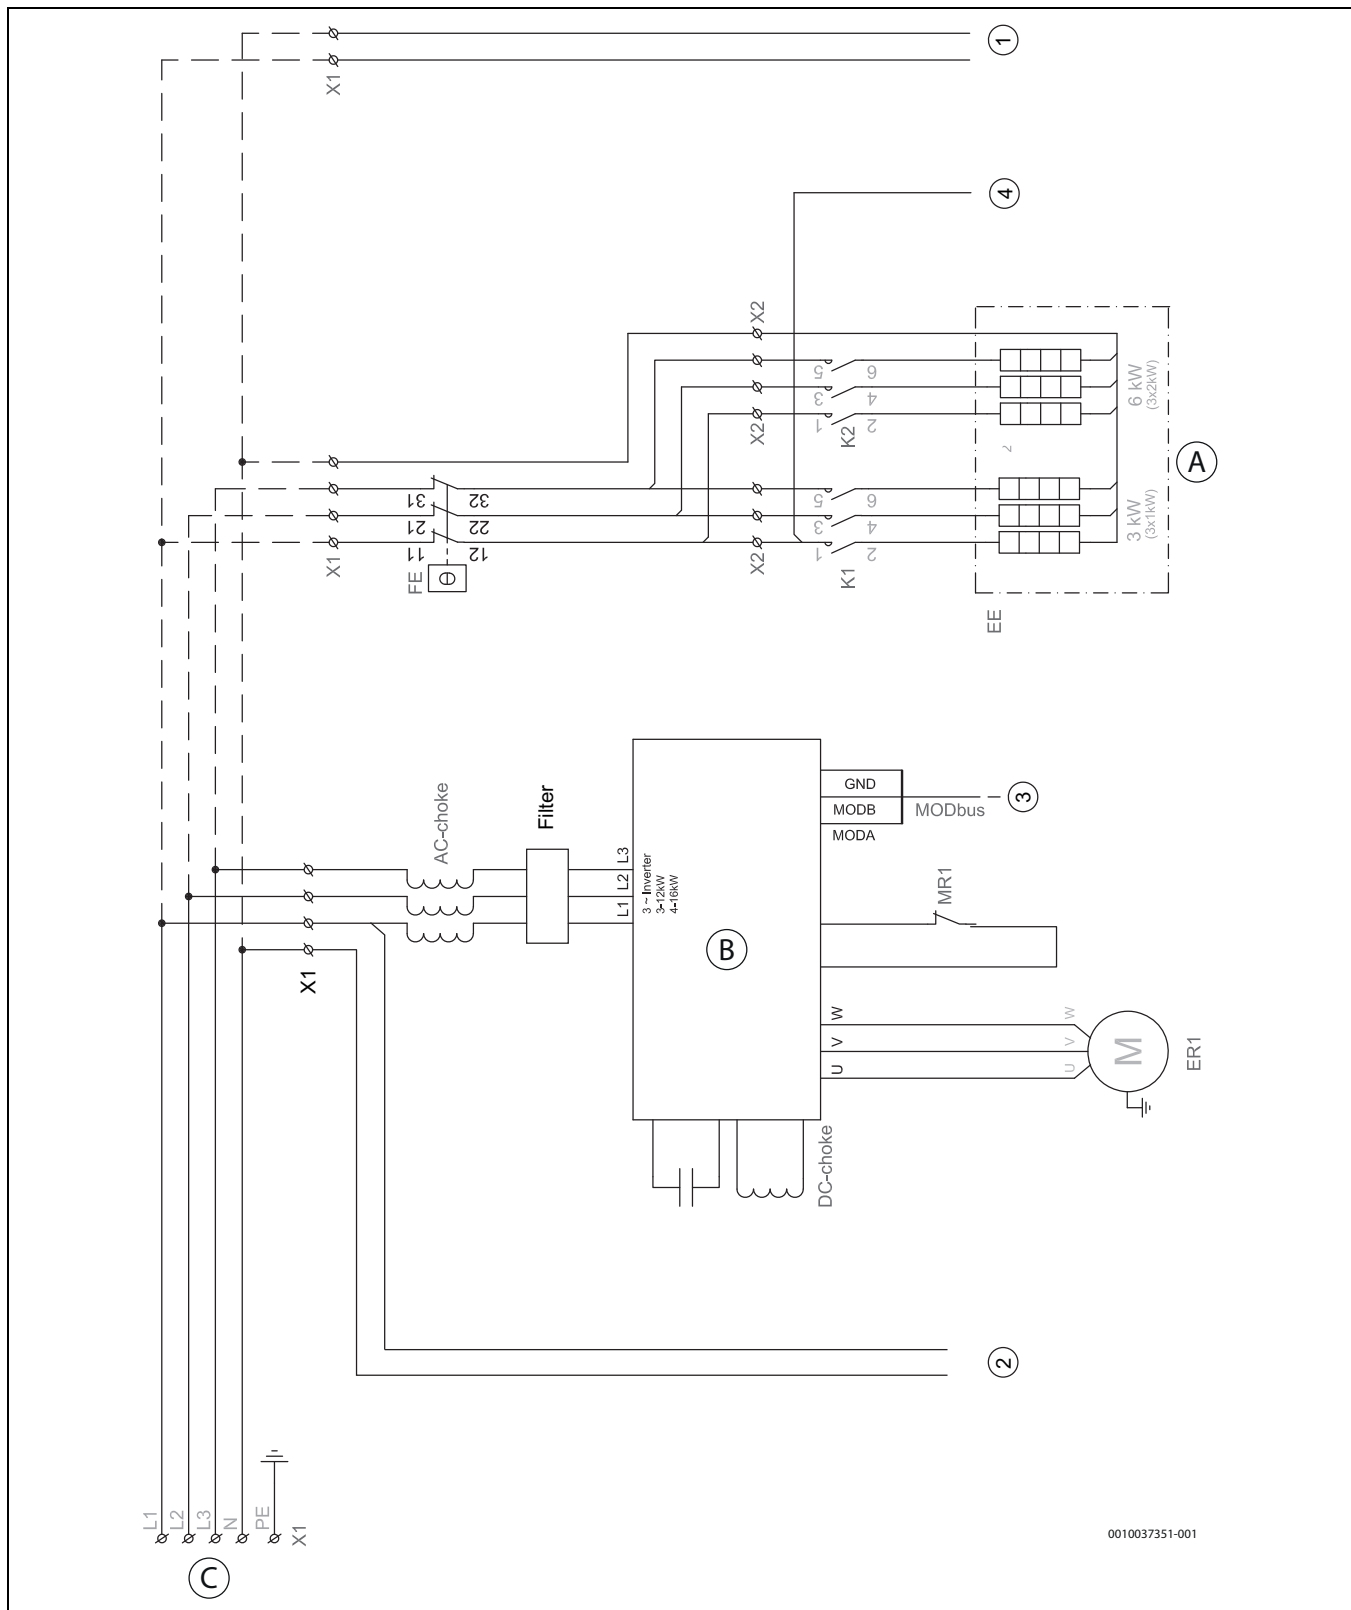 1
X1
4
X2
5
6
3
4
X2
1
2
K2
6 kW
(3x2kW)
2
A
31
32
5
6
21
22
3
4
3 kW
(3x1kW)
X1
11
12
X2
1
2
K1
FE
θ
EE
GND
MODB
MODbus
3
MODA
AC-choke
Filter
L3
L2
L1
3 ~ Inverter
3-12kW
4-16kW
MR1
B
X1
W
V
U
W
V
U
M
ER1
DC-choke
2
L1
L2
L3
N
PE
X1
C
0010037351-001